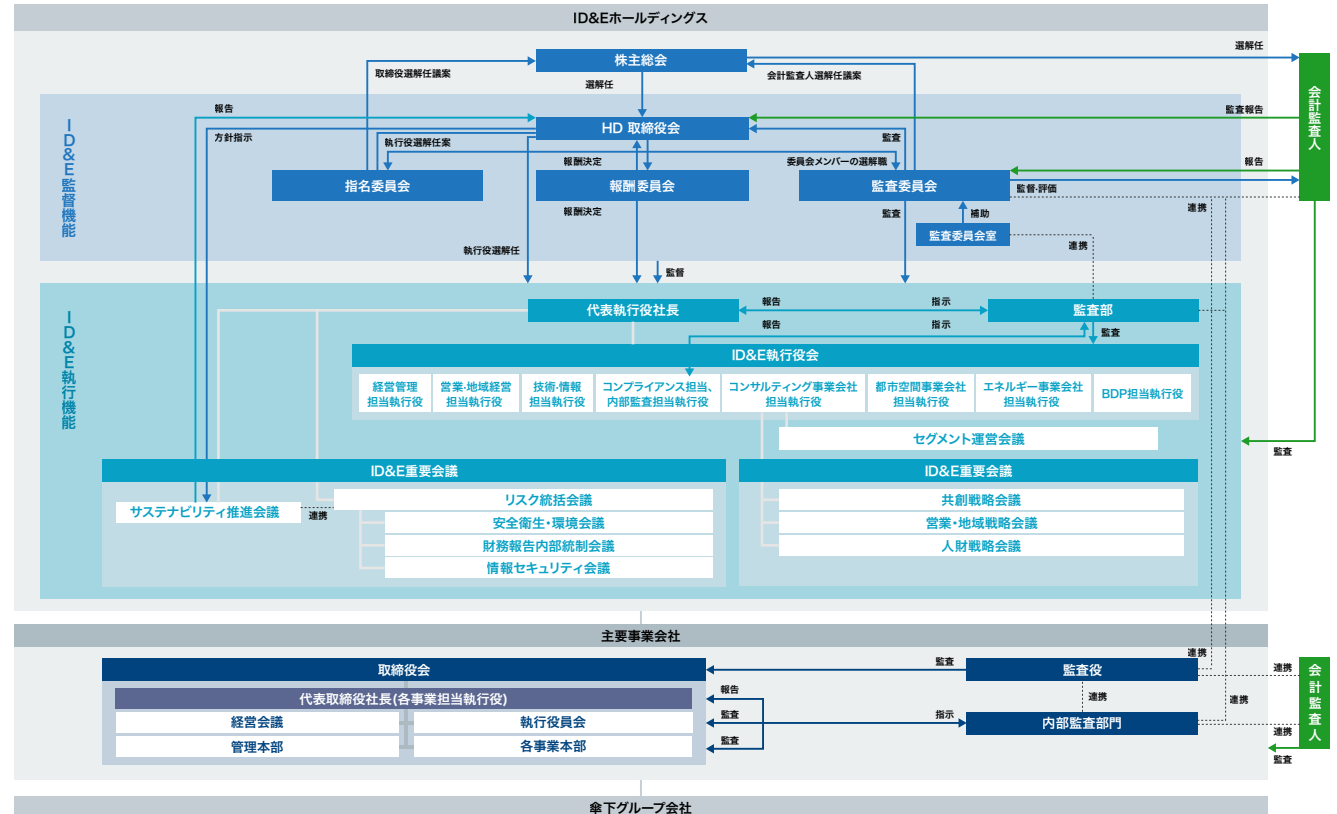 ID&Eホールディングス
選解任
株主総会
取締役選解任議案
会計監査人選解任議案
選解任
会計監査人
報告
監査報告
ID&E監督機能
HD 取締役会
方針指示
執行役選解任案
監査
報酬決定
委員会メンバーの選解職
報告
指名委員会
報酬委員会
監査委員会
監督・評価
連携
報酬決定
監査
補助
監査委員会室
連携
執行役選解任
監督
ID&E執行機能
代表執行役社長
報告
指示
監査部
報告
指示
監査
ID&E執行役会
経営管理
担当執行役
営業・地域経営
担当執行役
技術・情報
担当執行役
コンプライアンス担当、
内部監査担当執行役
コンサルティング事業会社
担当執行役
都市空間事業会社
担当執行役
エネルギー事業会社
担当執行役
BDP担当執行役
セグメント運営会議
監査
ID&E重要会議
サステナビリティ推進会議
連携
リスク統括会議
安全衛生・環境会議
財務報告内部統制会議
情報セキュリティ会議
ID&E重要会議
共創戦略会議
営業・地域戦略会議
人財戦略会議
主要事業会社
取締役会
監査
監査役
連携
連携
会計監査人
代表取締役社長(各事業担当執行役)
報告
連携
連携
経営会議
執行役員会
監査
指示
内部監査部門
連携
管理本部
各事業本部
監査
監査
傘下グループ会社